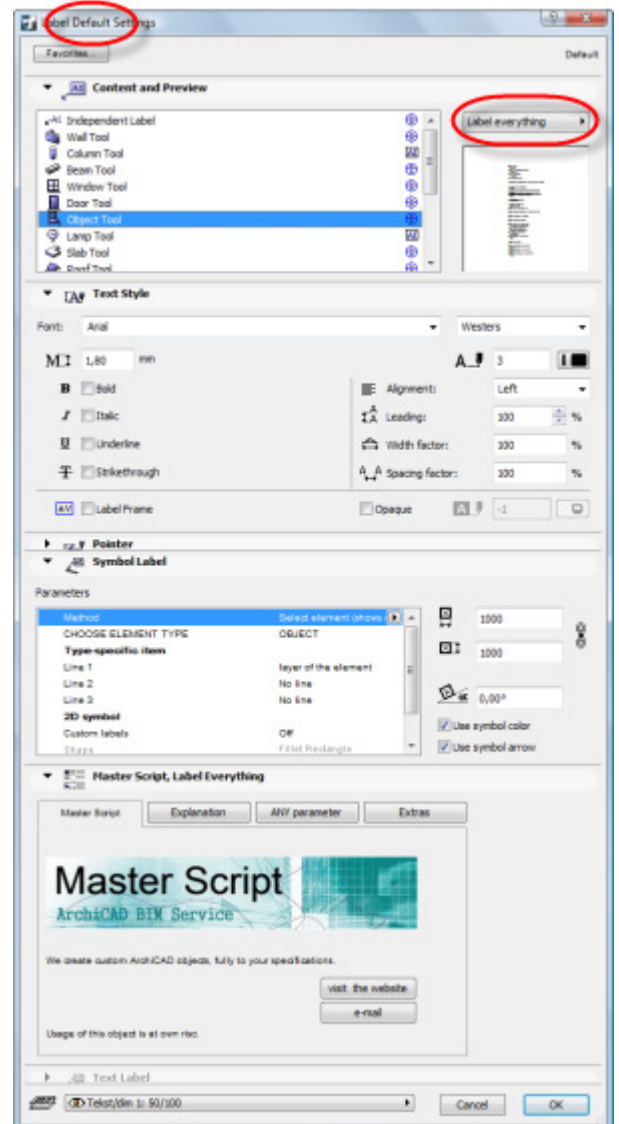 Label Default Settings
Favorites...
Default
Content and Preview
Independent Label
Label everything
Wall Tool
Column Tool
Beam Tool
Window Tool
Door Tool
Object Tool
Lamp Tool
Slab Tool
Roof Tool
Text Style
Font: Arial Western
1,80 mm 3
B Bold Alignment: Left
I Italic Leading: 100 %
U Underline Width factor: 100 %
Strikethrough Spacing factor: 100 %
Label Frame Opaque -1
Pointer
Symbol Label
Parameters
Method Select element (shows 1000
CHOOSE ELEMENT TYPE OBJECT
Type-specific item 1000
Line 1 layer of the element
Line 2 No line
Line 3 No line 0,00°
2D symbol
Custom labels Off Use symbol color
Shape Fillet Rectangle Use symbol arrow
Master Script, Label Everything
Master Script Explanation ANY parameter Extras
Master Script
ArchiCAD BIM Service
We create custom ArchiCAD objects, fully to your specifications.
visit the website
e-mail
Usage of this object is at own risc.
Text Label
Tekst/dim 1: 50/100 Cancel OK